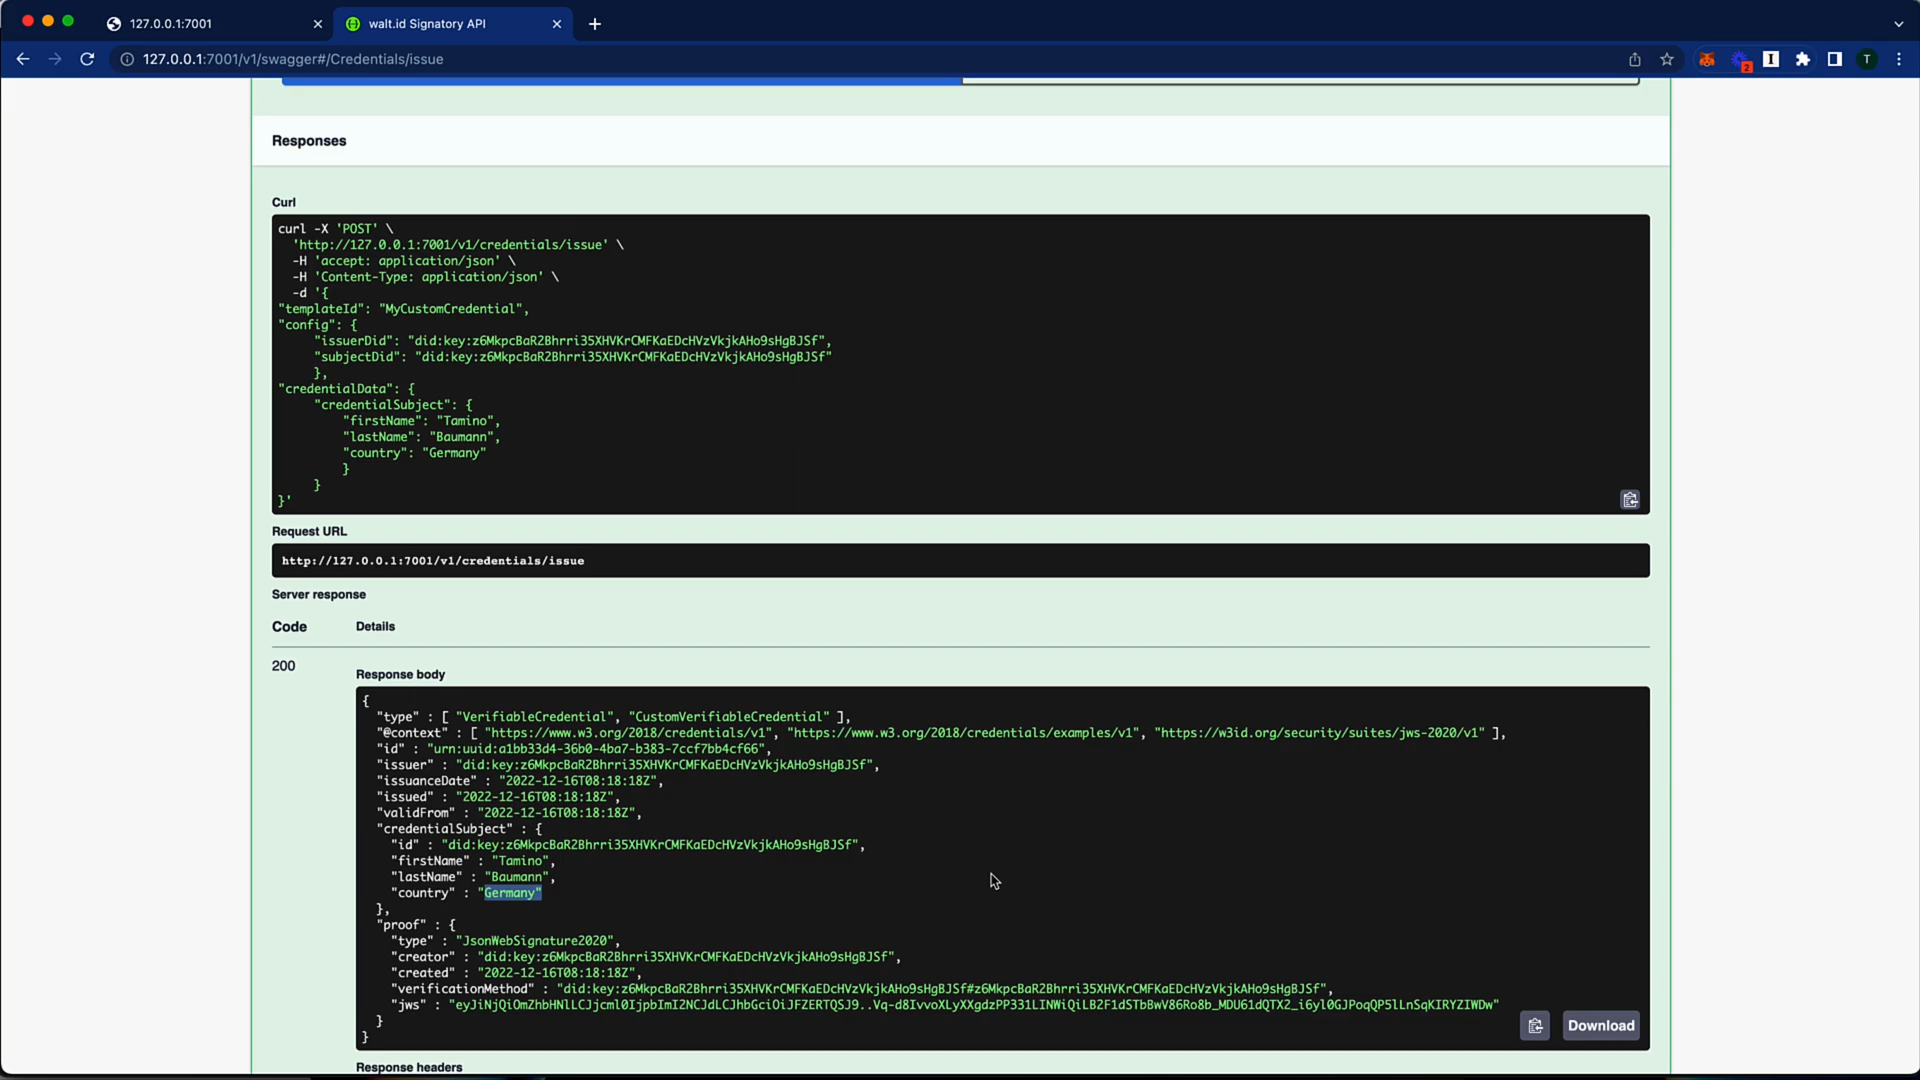 127.0.0.1:7001
walt.id Signatory API
127.0.0.1:7001/v1/swagger#/Credentials/issue
2
I
T
Responses
Curl
curl -X 'POST' \
'http://127.0.0.1:7001/v1/credentials/issue' \
-H 'accept: application/json' \
-H 'Content-Type: application/json' \
-d '{
"templateId": "MyCustomCredential",
"config": {
"issuerDid": "did:key:z6MkpcBaR2Bhrri35XHVKrCMFKaEDcHVzVkjkAHo9sHgBJSf",
"subjectDid": "did:key:z6MkpcBaR2Bhrri35XHVKrCMFKaEDcHVzVkjkAHo9sHgBJSf"
},
"credentialData": {
"credentialSubject": {
"firstName": "Tamino",
"lastName": "Baumann",
"country": "Germany"
}
}
}'
Request URL
http://127.0.0.1:7001/v1/credentials/issue
Server response
Code Details
200
Response body
{
"type" : [ "VerifiableCredential", "CustomVerifiableCredential" ],
"@context" : [ "https://www.w3.org/2018/credentials/v1", "https://www.w3.org/2018/credentials/examples/v1", "https://w3id.org/security/suites/jws-2020/v1" ],
"id" : "urn:uuid:a1bb33d4-36b0-4ba7-b383-7ccf7bb4cf66",
"issuer" : "did:key:z6MkpcBaR2Bhrri35XHVKrCMFKaEDcHVzVkjkAHo9sHgBJSf",
"issuanceDate" : "2022-12-16T08:18:18Z",
"issued" : "2022-12-16T08:18:18Z",
"validFrom" : "2022-12-16T08:18:18Z",
"credentialSubject" : {
"id" : "did:key:z6MkpcBaR2Bhrri35XHVKrCMFKaEDcHVzVkjkAHo9sHgBJSf",
"firstName" : "Tamino",
"lastName" : "Baumann",
"country" : "Germany"
},
"proof" : {
"type" : "JsonWebSignature2020",
"creator" : "did:key:z6MkpcBaR2Bhrri35XHVKrCMFKaEDcHVzVkjkAHo9sHgBJSf",
"created" : "2022-12-16T08:18:18Z",
"verificationMethod" : "did:key:z6MkpcBaR2Bhrri35XHVKrCMFKaEDcHVzVkjkAHo9sHgBJSf#z6MkpcBaR2Bhrri35XHVKrCMFKaEDcHVzVkjkAHo9sHgBJSf",
"jws" : "eyJiNjQiOmZhbHNlLCJjcml0IjpbImI2NCJdLCJhbGciOiJFZERTQSJ9..Vq-d8IvvoXLyXXgdzPP331LINWiQiLB2F1dSTbBwV86Ro8b_MDU61dQTX2_i6yl0GJPoqQP5lLnSqKIRYZIWDw"
}
}
Download
Response headers